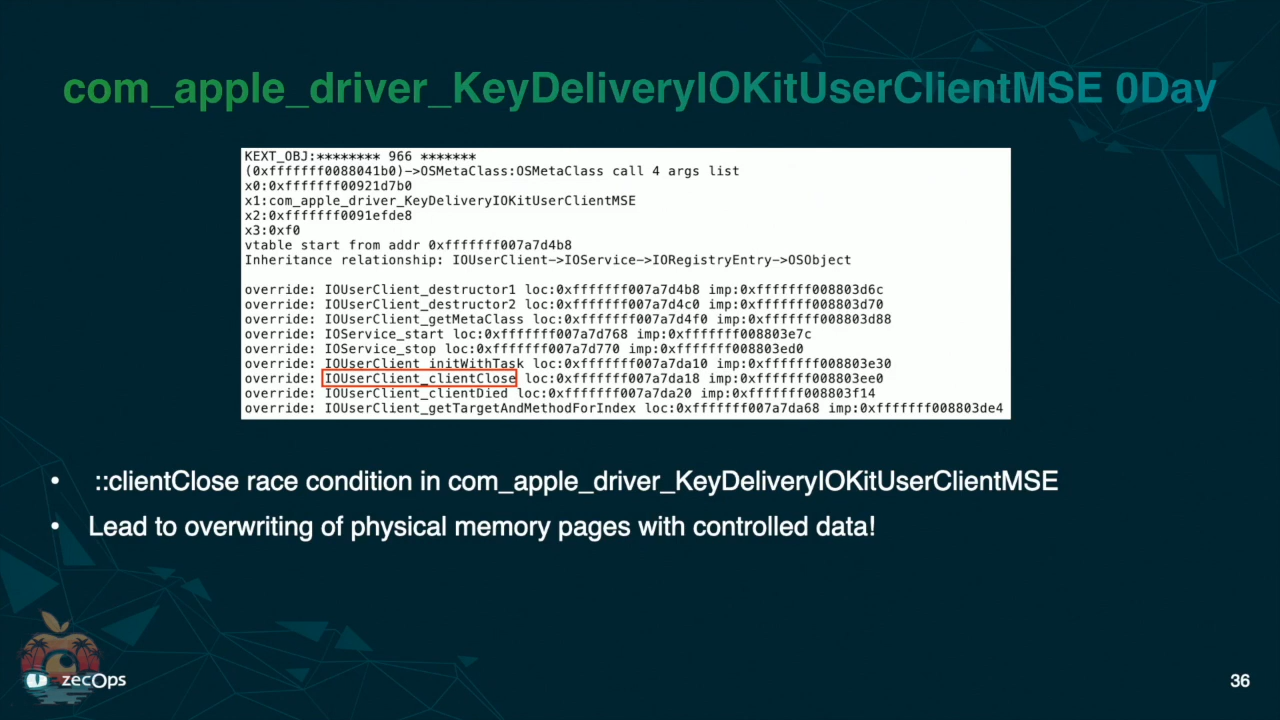 com_apple_driver_KeyDeliveryIOKitUserClientMSE 0Day
KEXT_OBJ:******** 966 *******
(0xfffffff0088041b0)->OSMetaClass:OSMetaClass call 4 args list
x0:0xfffffff00921d7b0
x1:com_apple_driver_KeyDeliveryIOKitUserClientMSE
x2:0xfffffff0091efde8
x3:0xf0
vtable start from addr 0xfffffff007a7d4b8
Inheritance relationship: IOUserClient->IOService->IORegistryEntry->OSObject
override: IOUserClient_destructor1 loc:0xfffffff007a7d4b8 imp:0xfffffff008803d6c
override: IOUserClient_destructor2 loc:0xfffffff007a7d4c0 imp:0xfffffff008803d70
override: IOUserClient_getMetaClass loc:0xfffffff007a7d4f0 imp:0xfffffff008803d88
override: IOService_start loc:0xfffffff007a7d768 imp:0xfffffff008803e7c
override: IOService_stop loc:0xfffffff007a7d770 imp:0xfffffff008803ed0
override: IOUserClient_initWithTask loc:0xfffffff007a7da10 imp:0xfffffff008803e30
override: IOUserClient_clientClose loc:0xfffffff007a7da18 imp:0xfffffff008803ee0
override: IOUserClient_clientDied loc:0xfffffff007a7da20 imp:0xfffffff008803f14
override: IOUserClient_getTargetAndMethodForIndex loc:0xfffffff007a7da68 imp:0xfffffff008803de4
• ::clientClose race condition in com_apple_driver_KeyDeliveryIOKitUserClientMSE
• Lead to overwriting of physical memory pages with controlled data!
zecOps
36